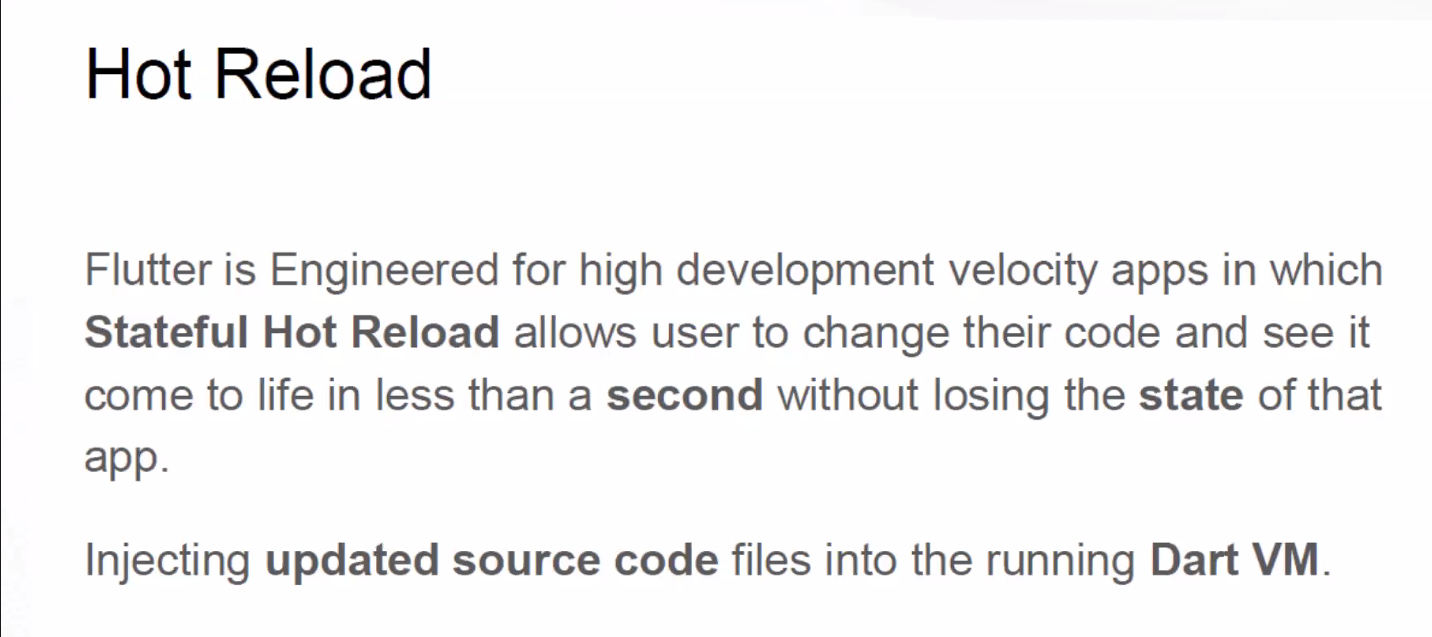 Hot Reload
Flutter is Engineered for high development velocity apps in which
Stateful Hot Reload allows user to change their code and see it
come to life in less than a second without losing the state of that
app.
Injecting updated source code files into the running Dart VM.